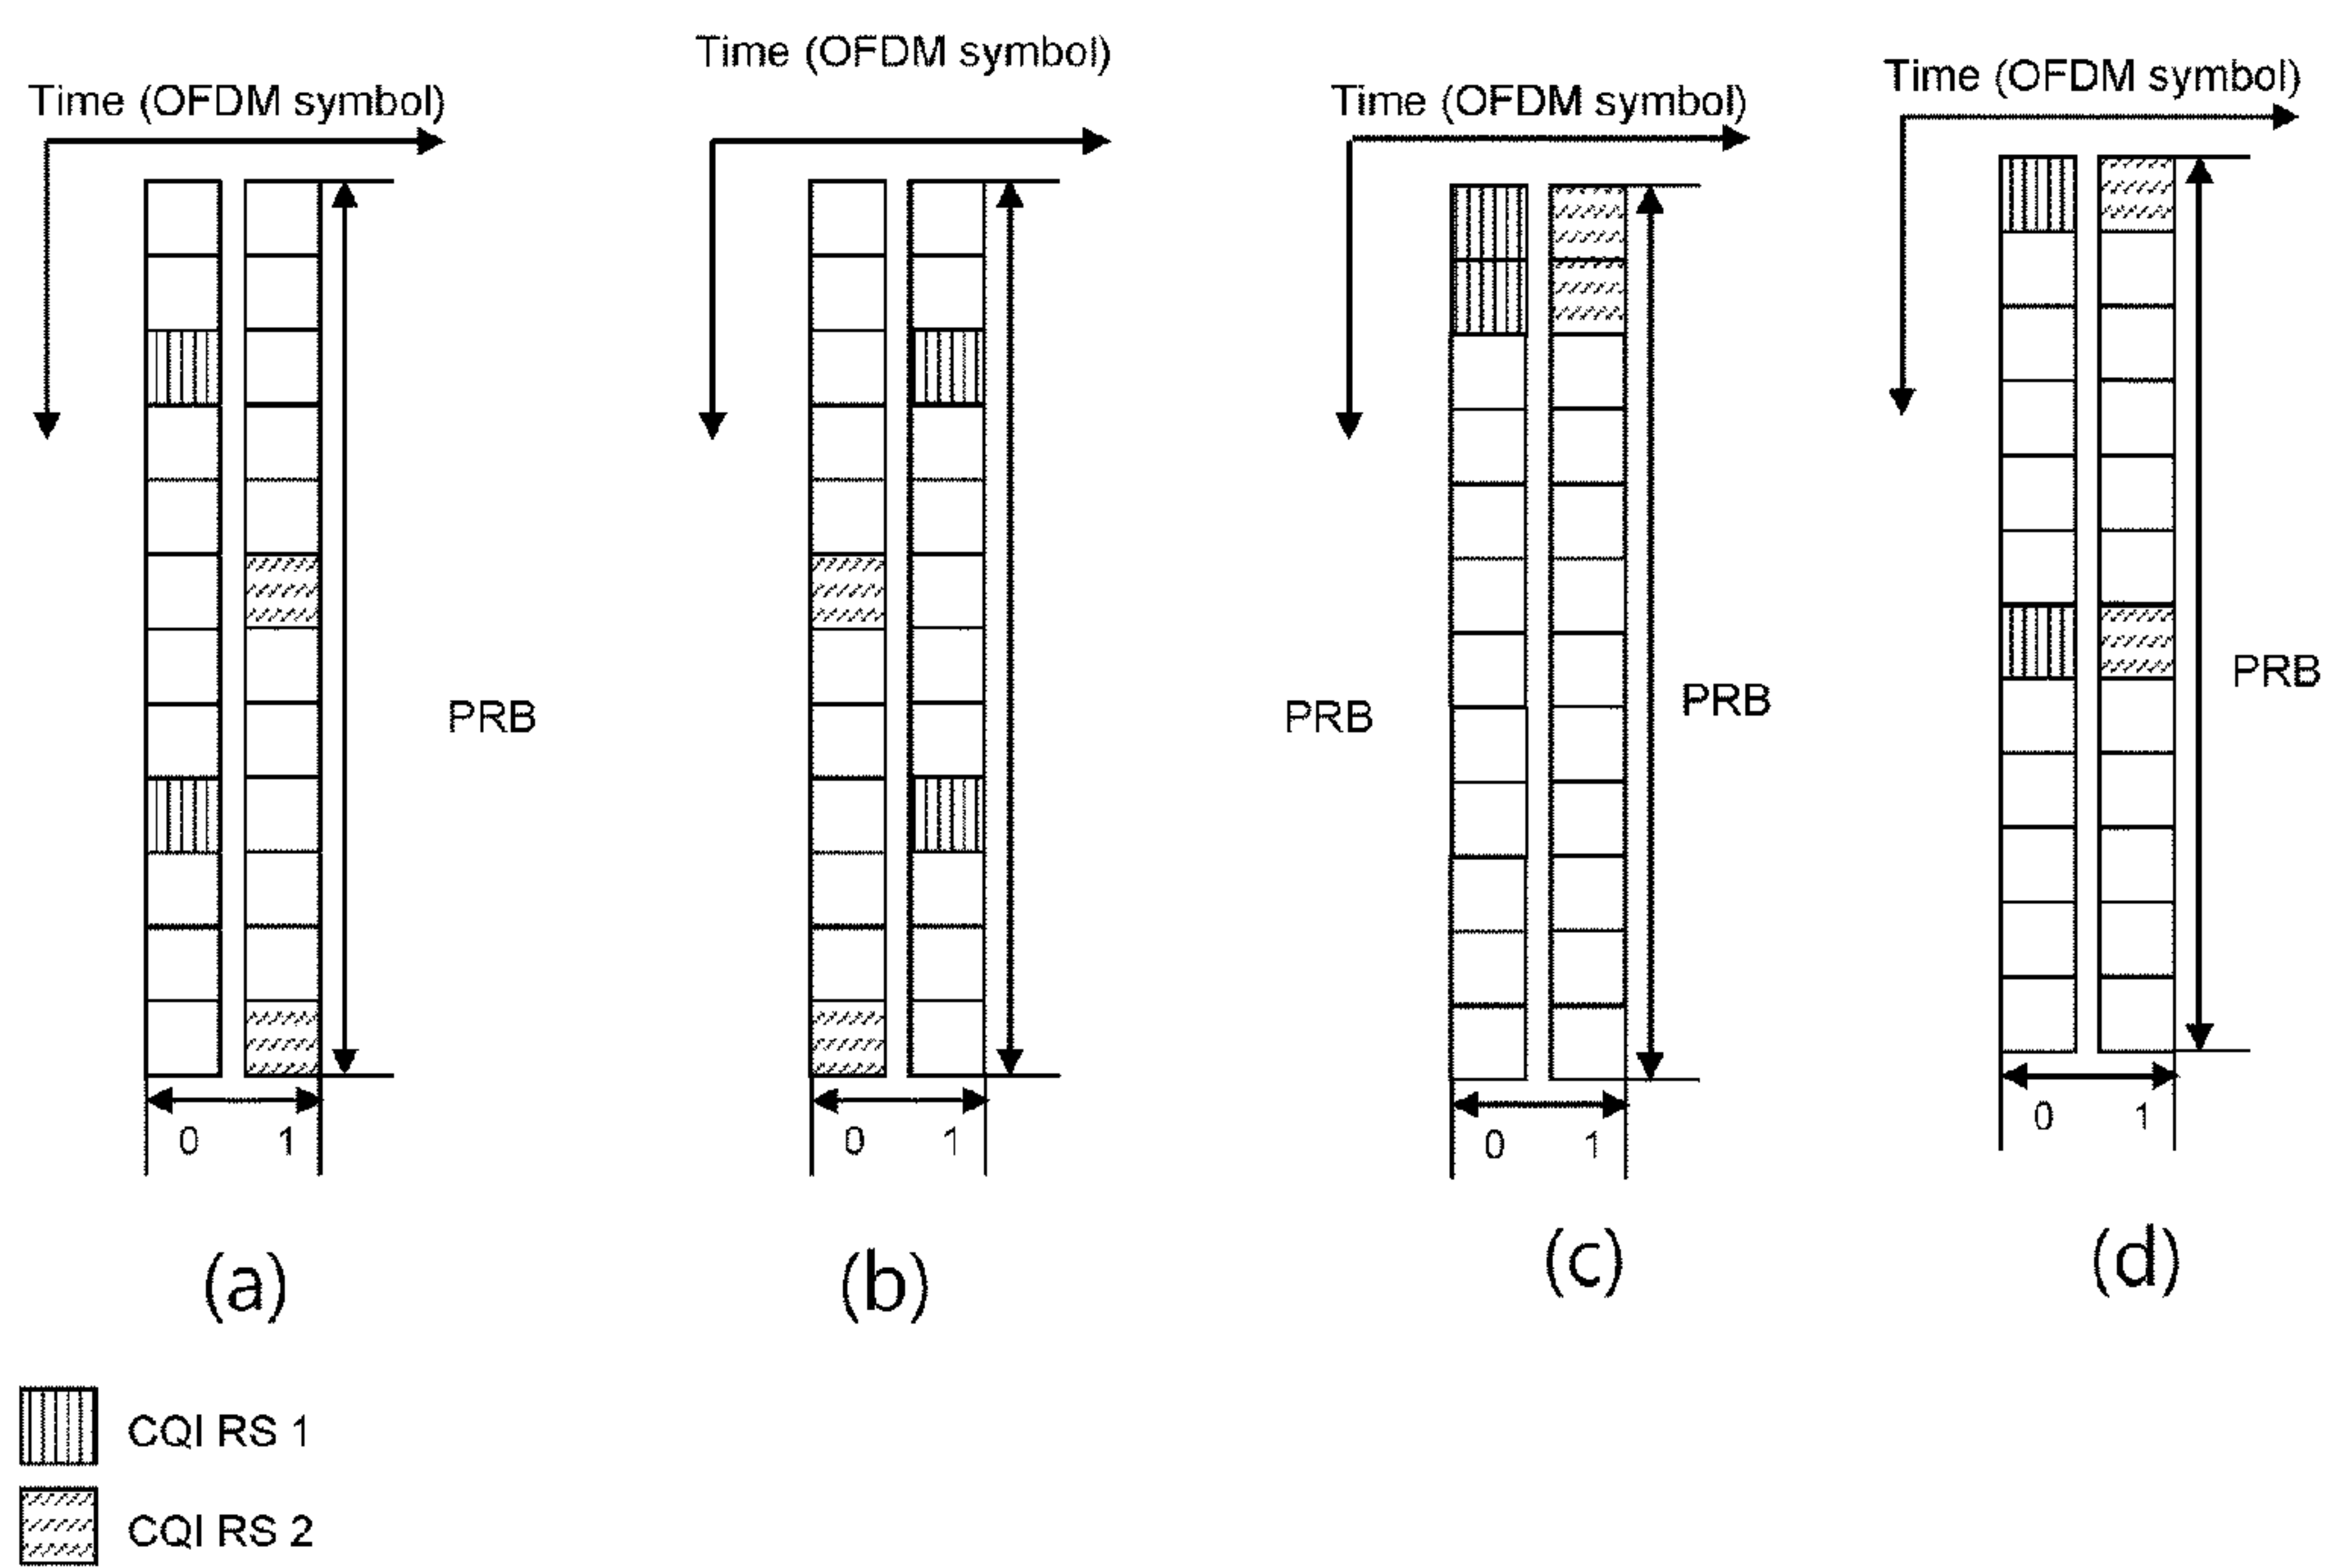 Time (OFDM symbol)
Time (OFDM symbol)
Time (OFDM symbol)
Time (OFDM symbol)
PRB
PRB
PRB
PRB
0 1
0 1
0 1
0 1
(a)
(b)
(c)
(d)
CQI RS 1
CQI RS 2